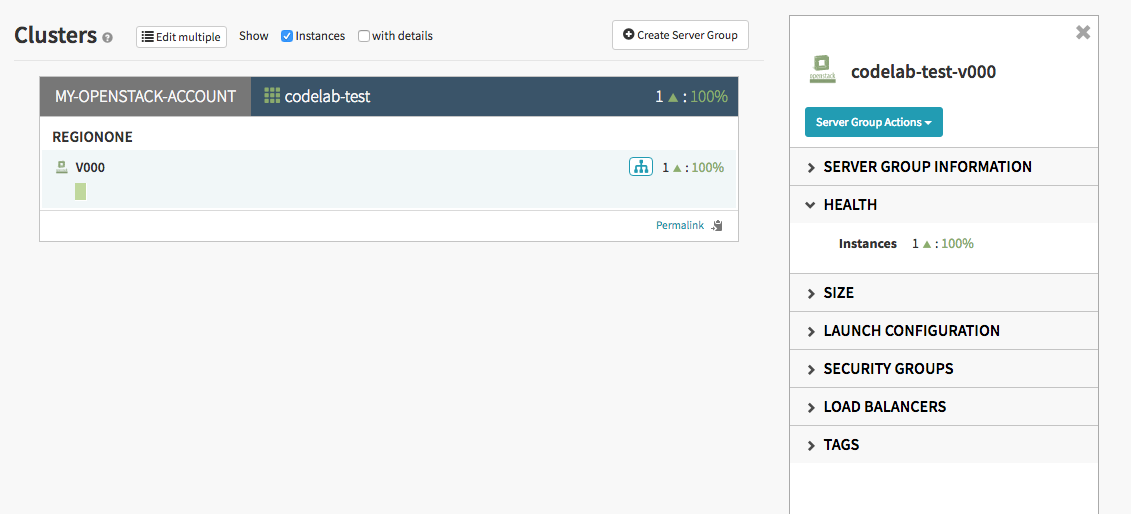 Clusters ? Edit multiple Show Instances with details Create Server Group
MY-OPENSTACK-ACCOUNT codelab-test 1 ▲ : 100%
REGIONONE
V000 1 ▲ : 100%
Permalink
openstack
codelab-test-v000
Server Group Actions
SERVER GROUP INFORMATION
HEALTH
Instances 1 ▲ : 100%
SIZE
LAUNCH CONFIGURATION
SECURITY GROUPS
LOAD BALANCERS
TAGS